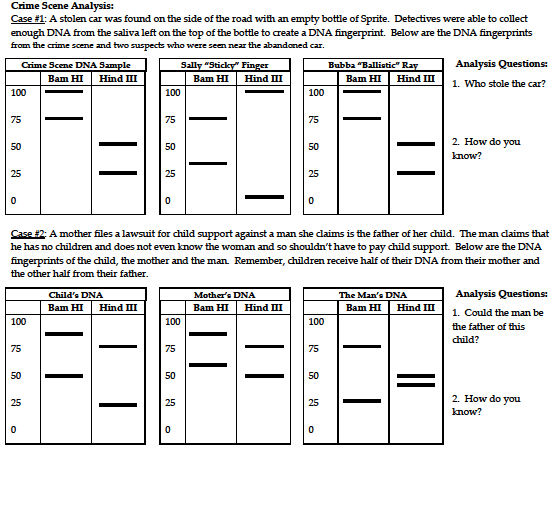 Crime Scene Analysis:
Case #1: A stolen car was found on the side of the road with an empty bottle of Sprite. Detectives were able to collect
enough DNA from the saliva left on the top of the bottle to create a DNA fingerprint. Below are the DNA fingerprints
from the crime scene and two suspects who were seen near the abandoned car.
Crime Scene DNA Sample
Bam HI Hind III
100
75
50
25
0
Sally "Sticky" Finger
Bam HI Hind III
100
75
50
25
0
Bubba "Ballistic" Ray
Bam HI Hind III
100
75
50
25
0
Analysis Questions:
1. Who stole the car?
2. How do you
know?
Case #2: A mother files a lawsuit for child support against a man she claims is the father of her child. The man claims that
he has no children and does not even know the woman and so shouldn't have to pay child support. Below are the DNA
fingerprints of the child, the mother and the man. Remember, children receive half of their DNA from their mother and
the other half from their father.
Child's DNA
Bam HI Hind III
100
75
50
25
0
Mother's DNA
Bam HI Hind III
100
75
50
25
0
The Man's DNA
Bam HI Hind III
100
75
50
25
0
Analysis Questions:
1. Could the man be
the father of this
child?
2. How do you
know?